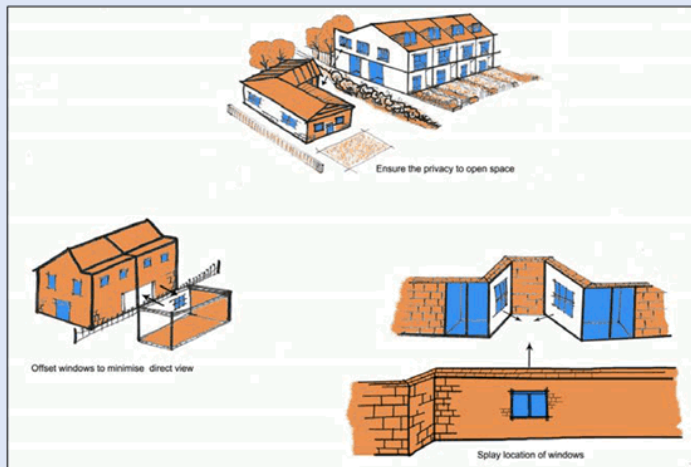 Ensure the privacy to open space
Offset windows to minimise direct view
Splay location of windows